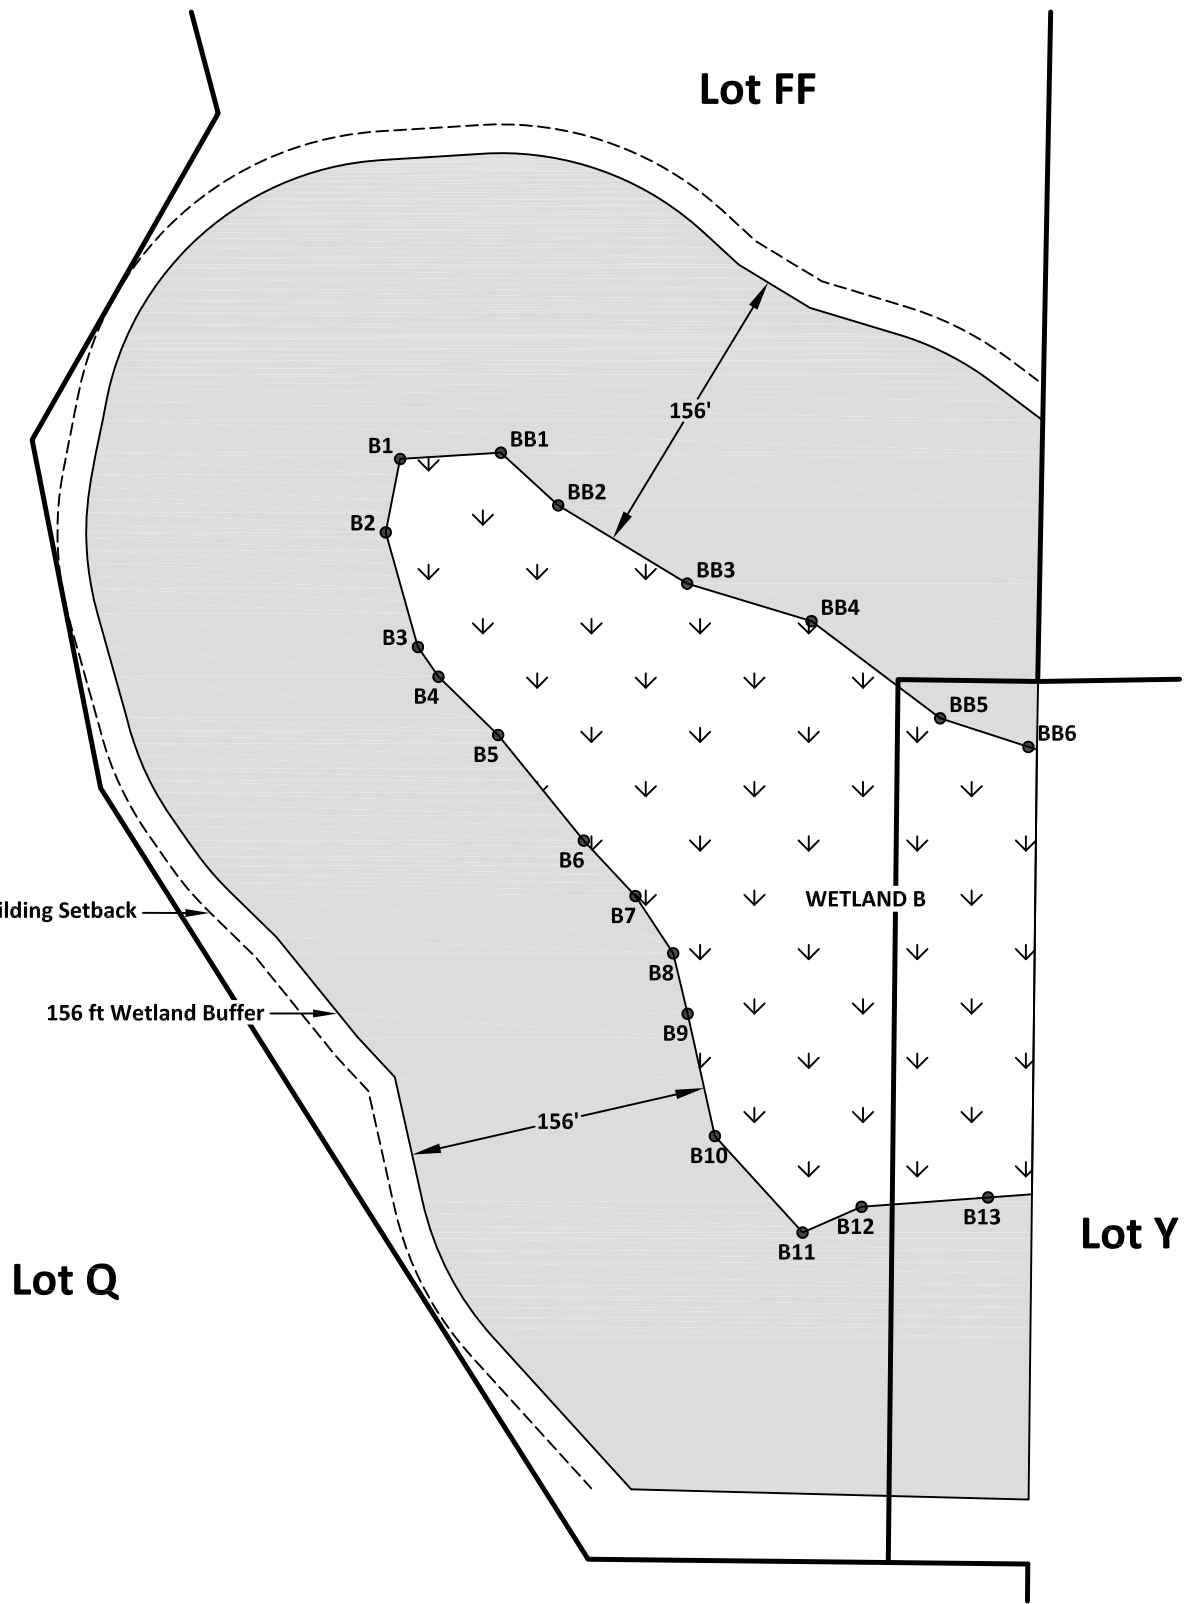 Lot FF
156'
B1
BB1
BB2
B2
BB3
BB4
B3
B4
BB5
BB6
B5
B6
WETLAND B
B7
ilding Setback
B8
156 ft Wetland Buffer
B9
156'
B10
B12
B13
B11
Lot Y
Lot Q